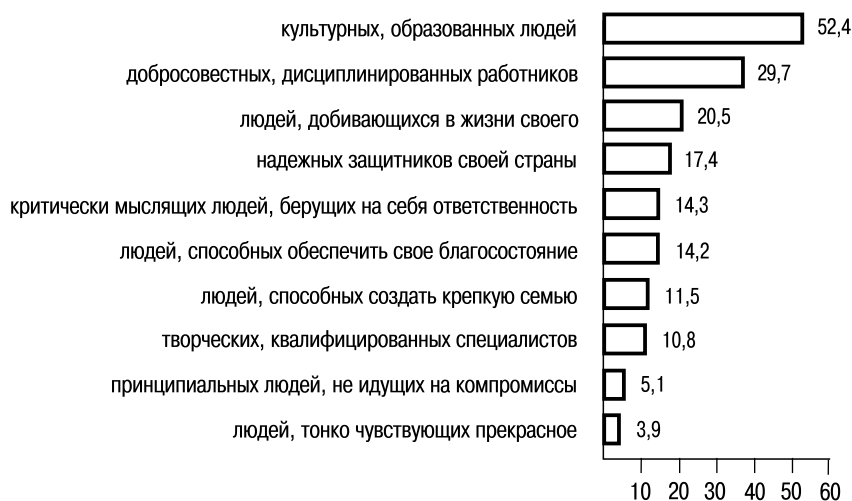 культурных, образованных людей 52,4
добросовестных, дисциплинированных работников 29,7
людей, добивающихся в жизни своего 20,5
надежных защитников своей страны 17,4
критически мыслящих людей, берущих на себя ответственность 14,3
людей, способных обеспечить свое благосостояние 14,2
людей, способных создать крепкую семью 11,5
творческих, квалифицированных специалистов 10,8
принципиальных людей, не идущих на компромиссы 5,1
людей, тонко чувствующих прекрасное 3,9
10 20 30 40 50 60